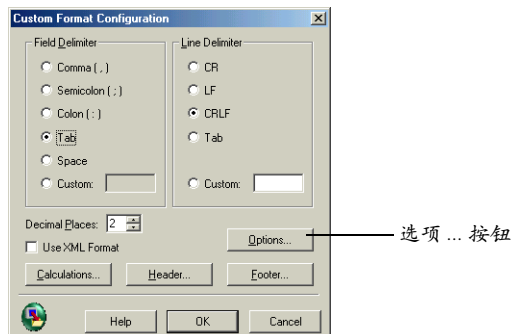 Custom Format Configuration
Field Delimiter
Comma ( , )
Semicolon ( ; )
Colon ( : )
Tab
Space
Custom:
Line Delimiter
CR
LF
CRLF
Tab
Custom:
Decimal Places: 2
Use XML Format
Options...
Calculations... Header... Footer...
Help OK Cancel
选项 ... 按钮